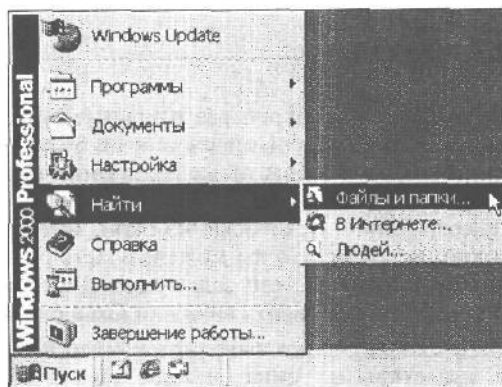 Windows 2000 Professional
Windows Update
Программы
Документы
Настройка
Найти
Файлы и папки...
В Интернете...
Людей...
Справка
Выполнить...
Завершение работы...
Пуск